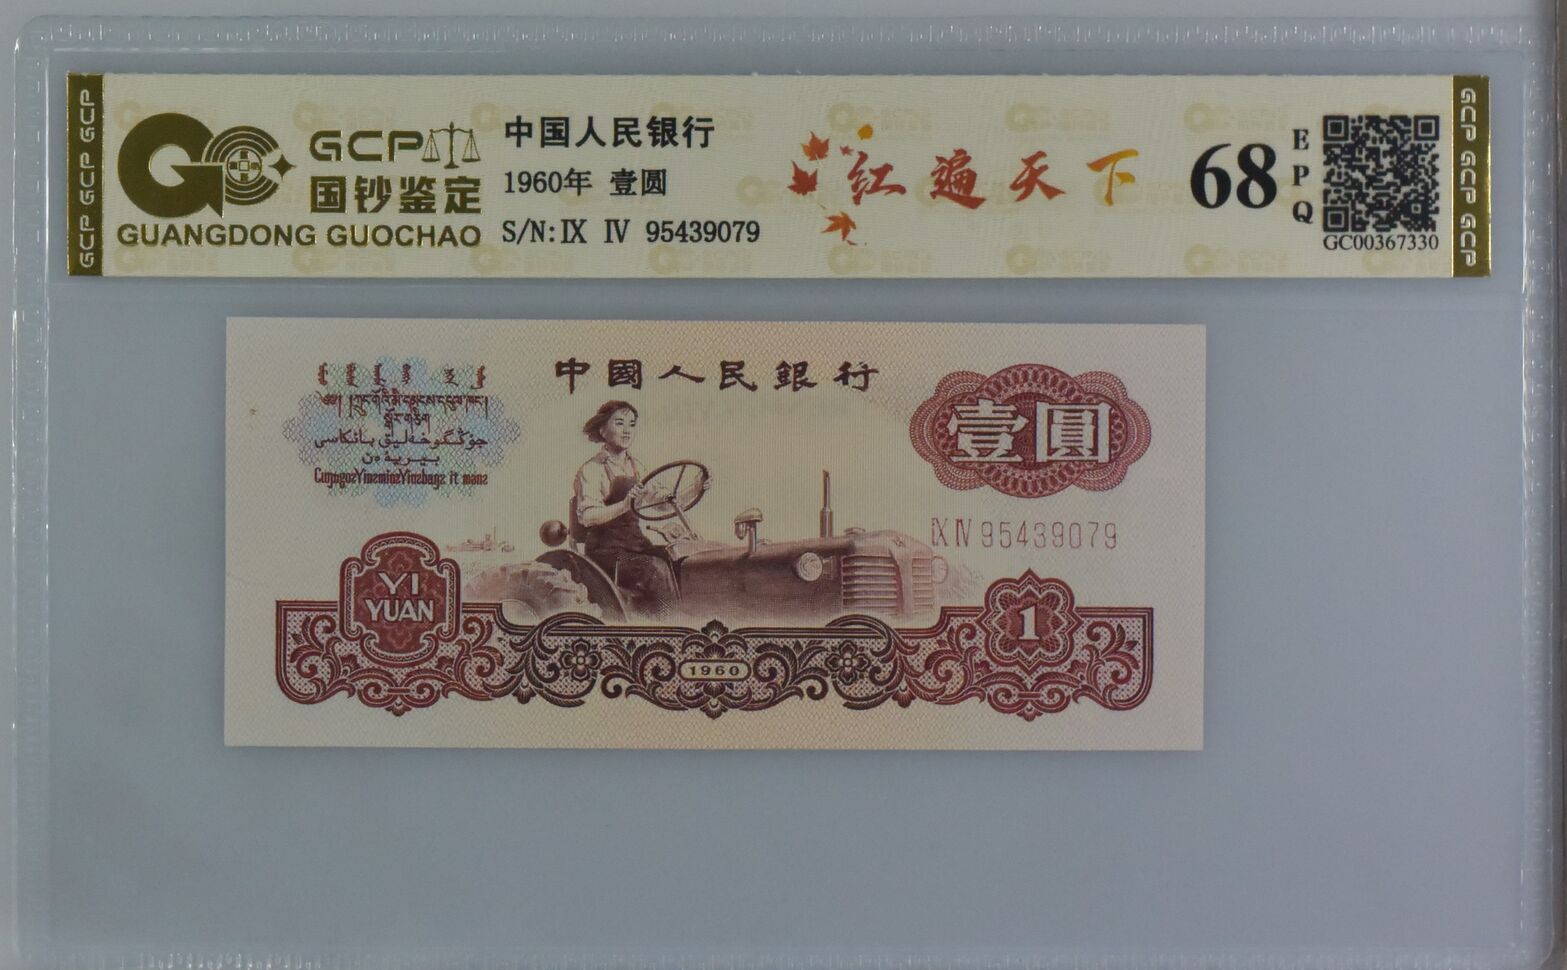 GCP GCP GCP
GCP
国钞鉴定
GUANGDONG GUOCHAO
中国人民银行
1960年 壹圆
S/N: IX IV 95439079
红遍天下
68
EPQ
GC00367330
GCP GCP GCP
中國人民銀行
壹圓
IX IV 95439079
YI
YUAN
1960
1